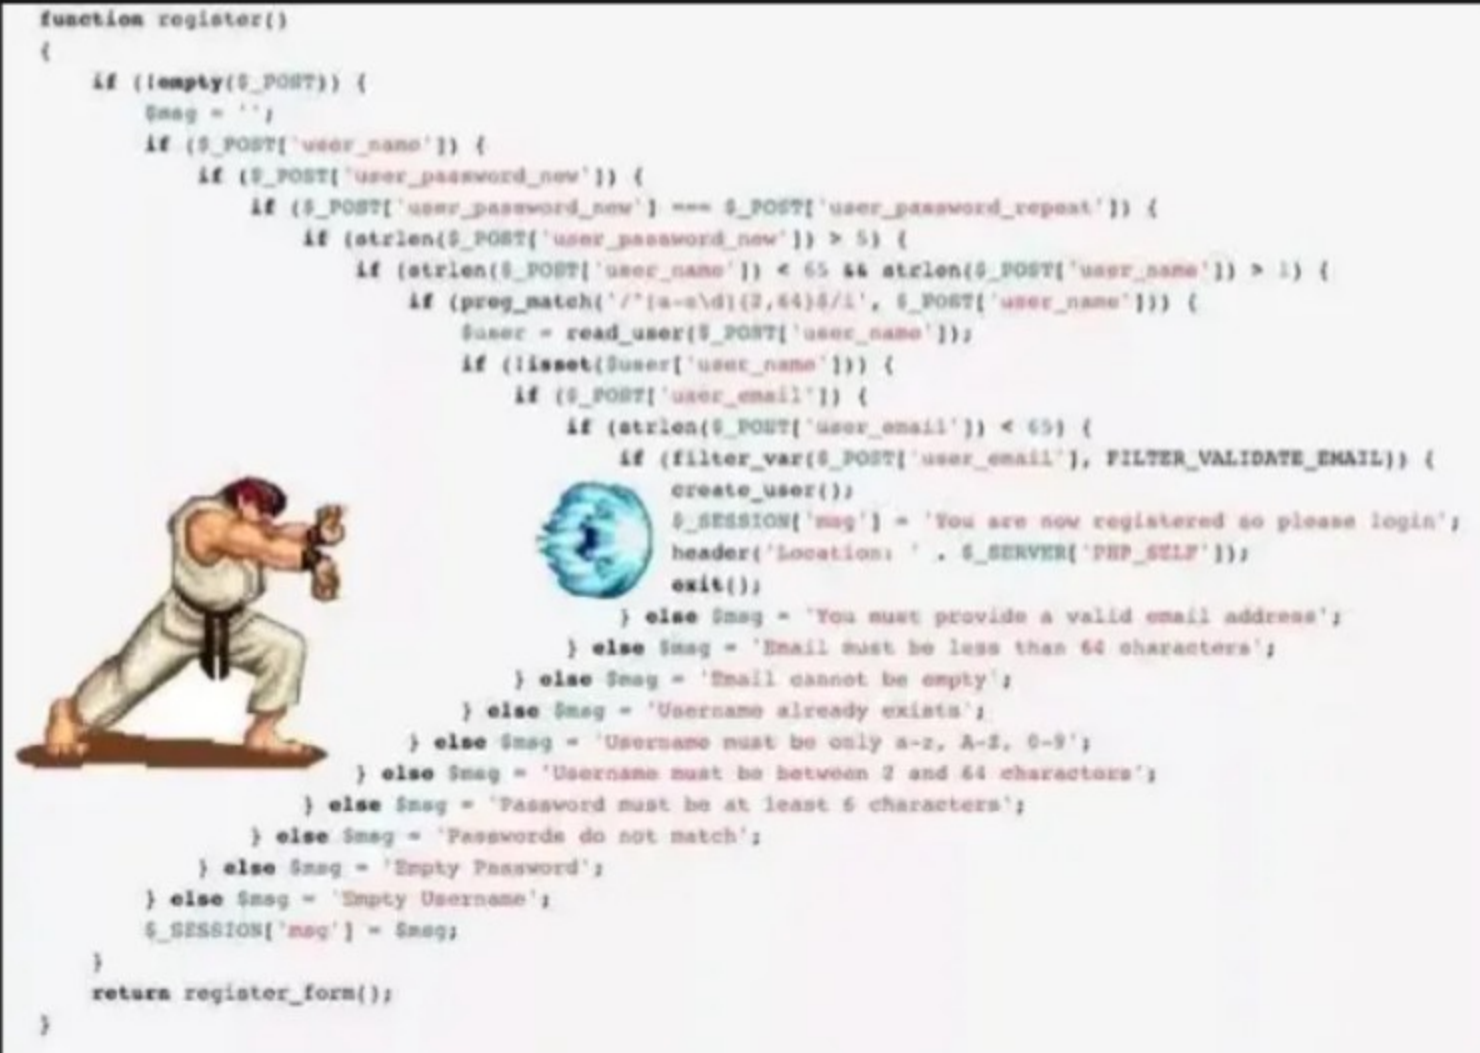 function register()
{
if (!empty($_POST)) {
$msg = '';
if ($_POST['user_name']) {
if ($_POST['user_password_new']) {
if ($_POST['user_password_new'] === $_POST['user_password_repeat']) {
if (strlen($_POST['user_password_new']) > 5) {
if (strlen($_POST['user_name']) < 65 && strlen($_POST['user_name']) > 1) {
if (preg_match('/^[a-z\d]{2,64}$/i', $_POST['user_name'])) {
$user = read_user($_POST['user_name']);
if (!isset($user['user_name'])) {
if ($_POST['user_email']) {
if (strlen($_POST['user_email']) < 65) {
if (filter_var($_POST['user_email'], FILTER_VALIDATE_EMAIL)) {
create_user();
$_SESSION['msg'] = 'You are now registered so please login';
header('Location: ' . $_SERVER['PHP_SELF']);
exit();
} else $msg = 'You must provide a valid email address';
} else $msg = 'Email must be less than 64 characters';
} else $msg = 'Email cannot be empty';
} else $msg = 'Username already exists';
} else $msg = 'Username must be only a-z, A-Z, 0-9';
} else $msg = 'Username must be between 2 and 64 characters';
} else $msg = 'Password must be at least 6 characters';
} else $msg = 'Passwords do not match';
} else $msg = 'Empty Password';
} else $msg = 'Empty Username';
$_SESSION['msg'] = $msg;
}
return register_form();
}